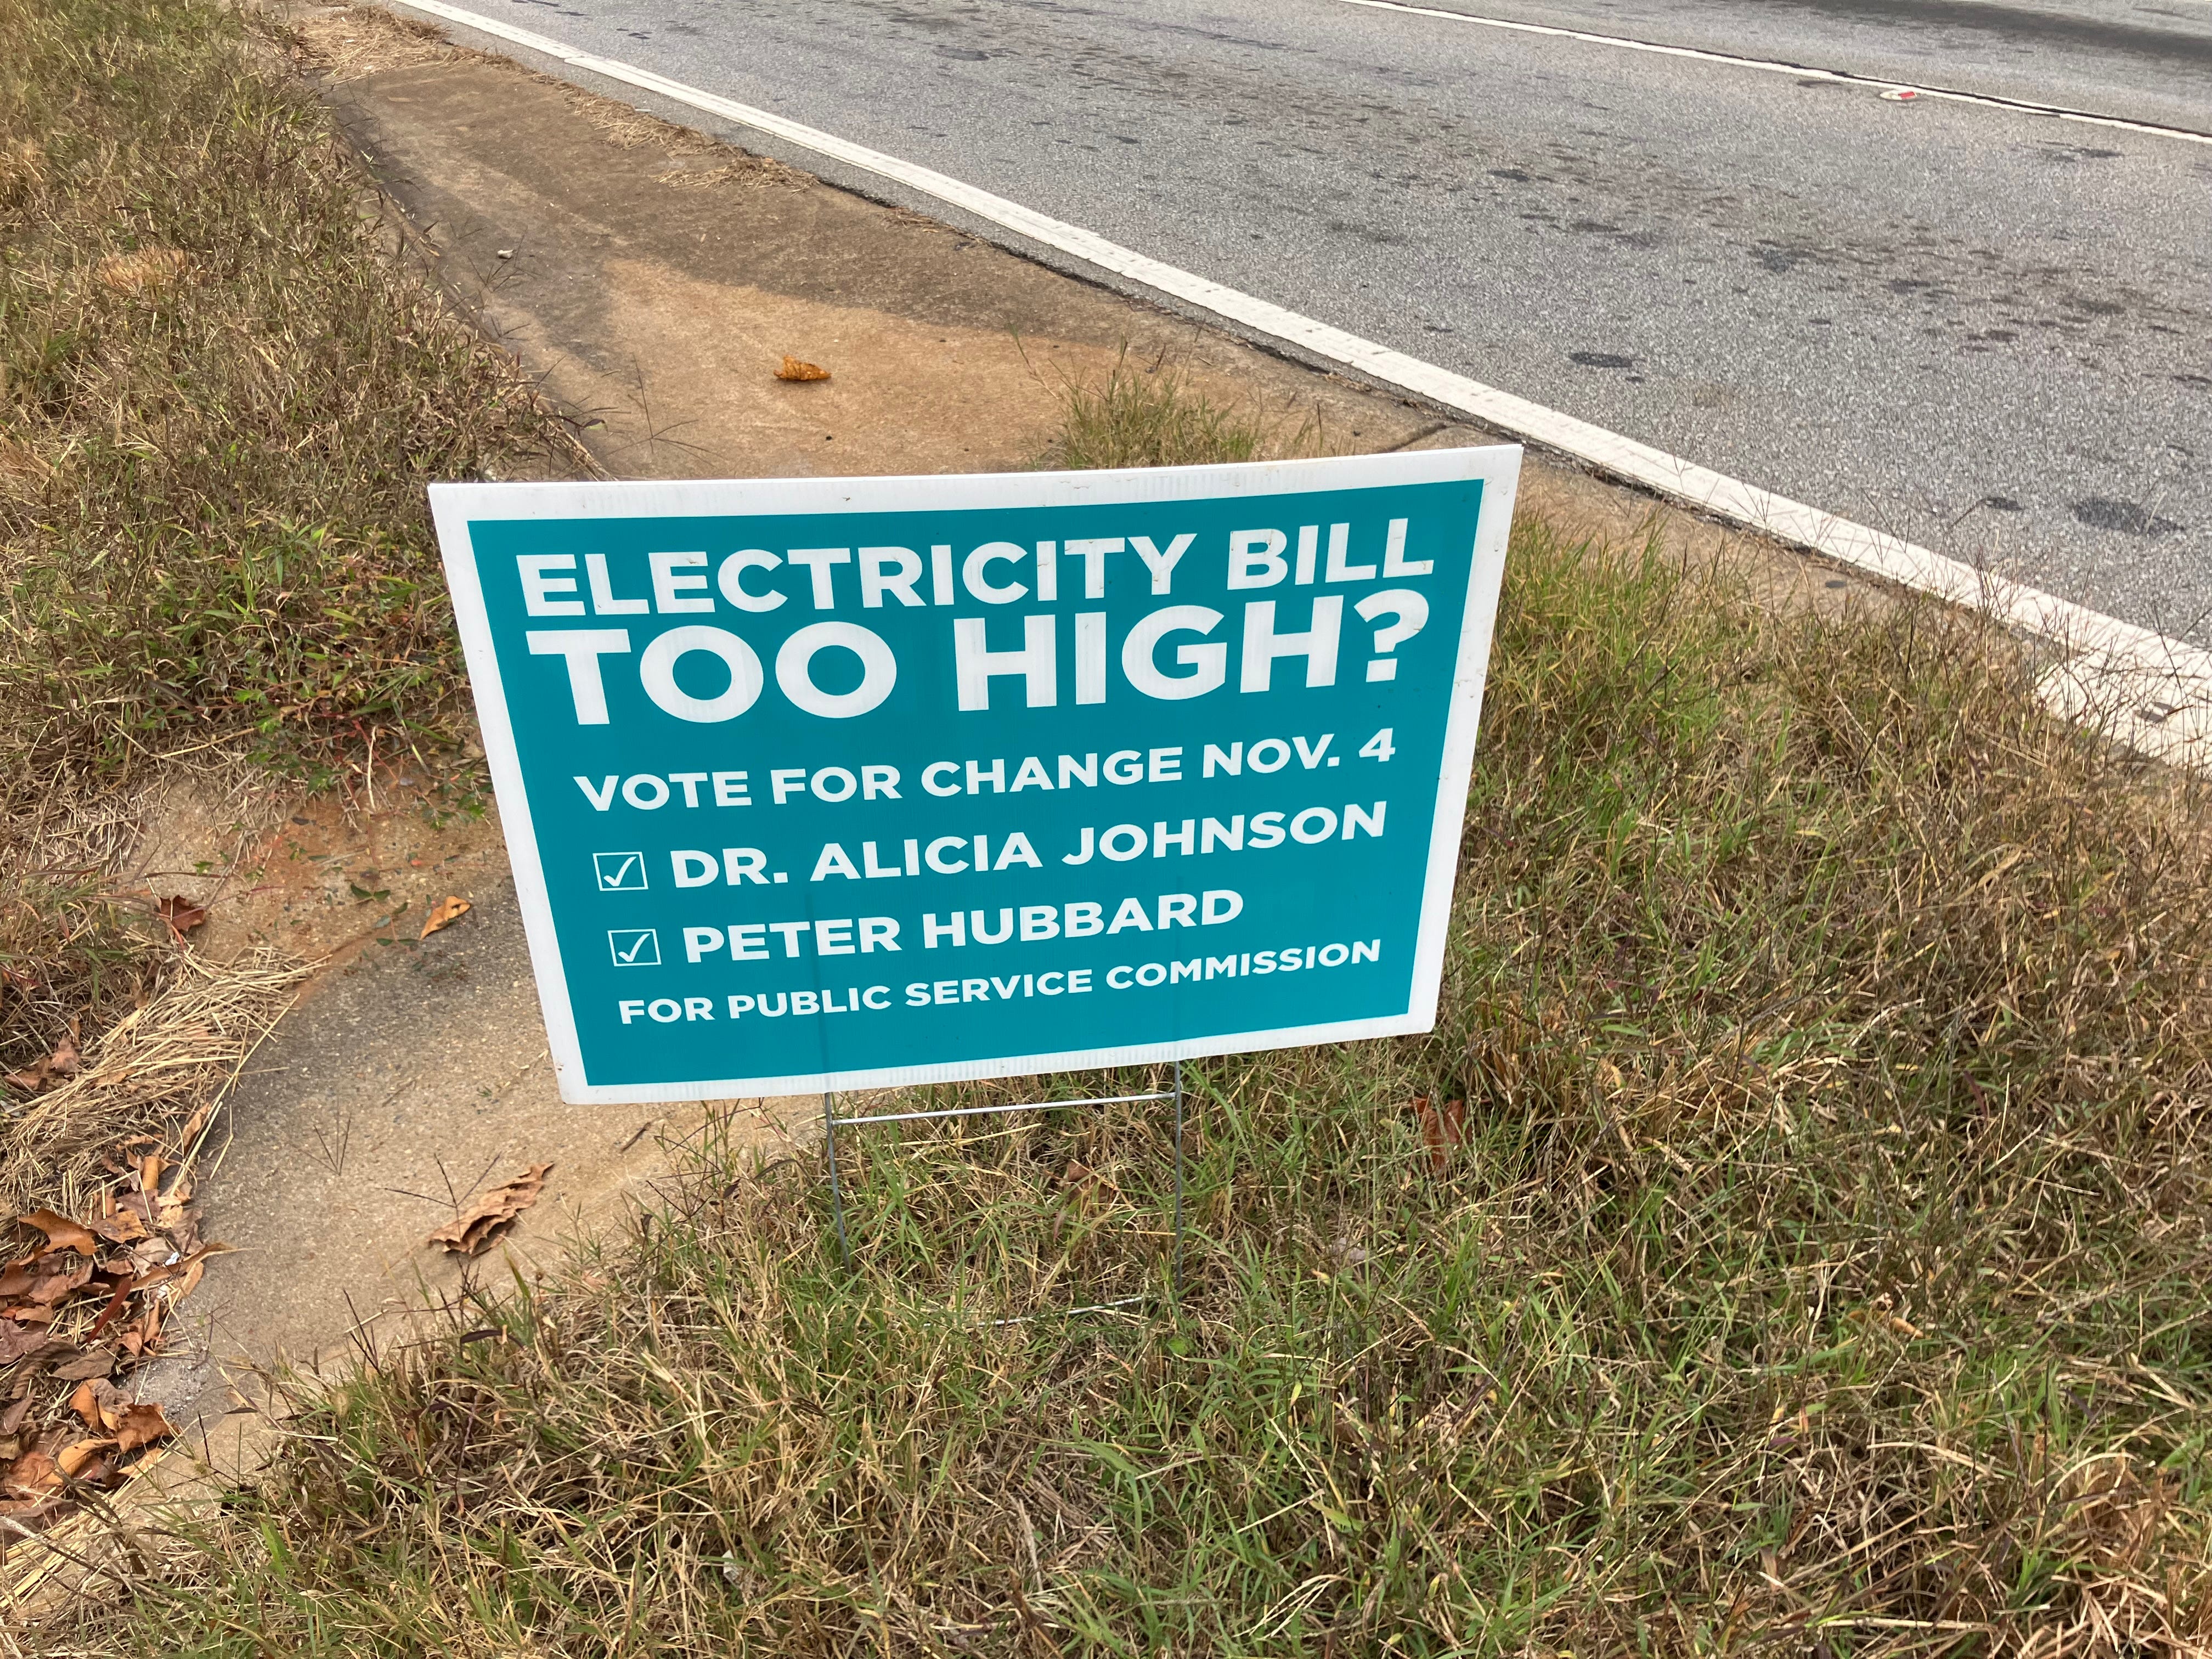 ELECTRICITY BILL
TOO HIGH?
VOTE FOR CHANGE NOV. 4
☑ DR. ALICIA JOHNSON
☑ PETER HUBBARD
FOR PUBLIC SERVICE COMMISSION